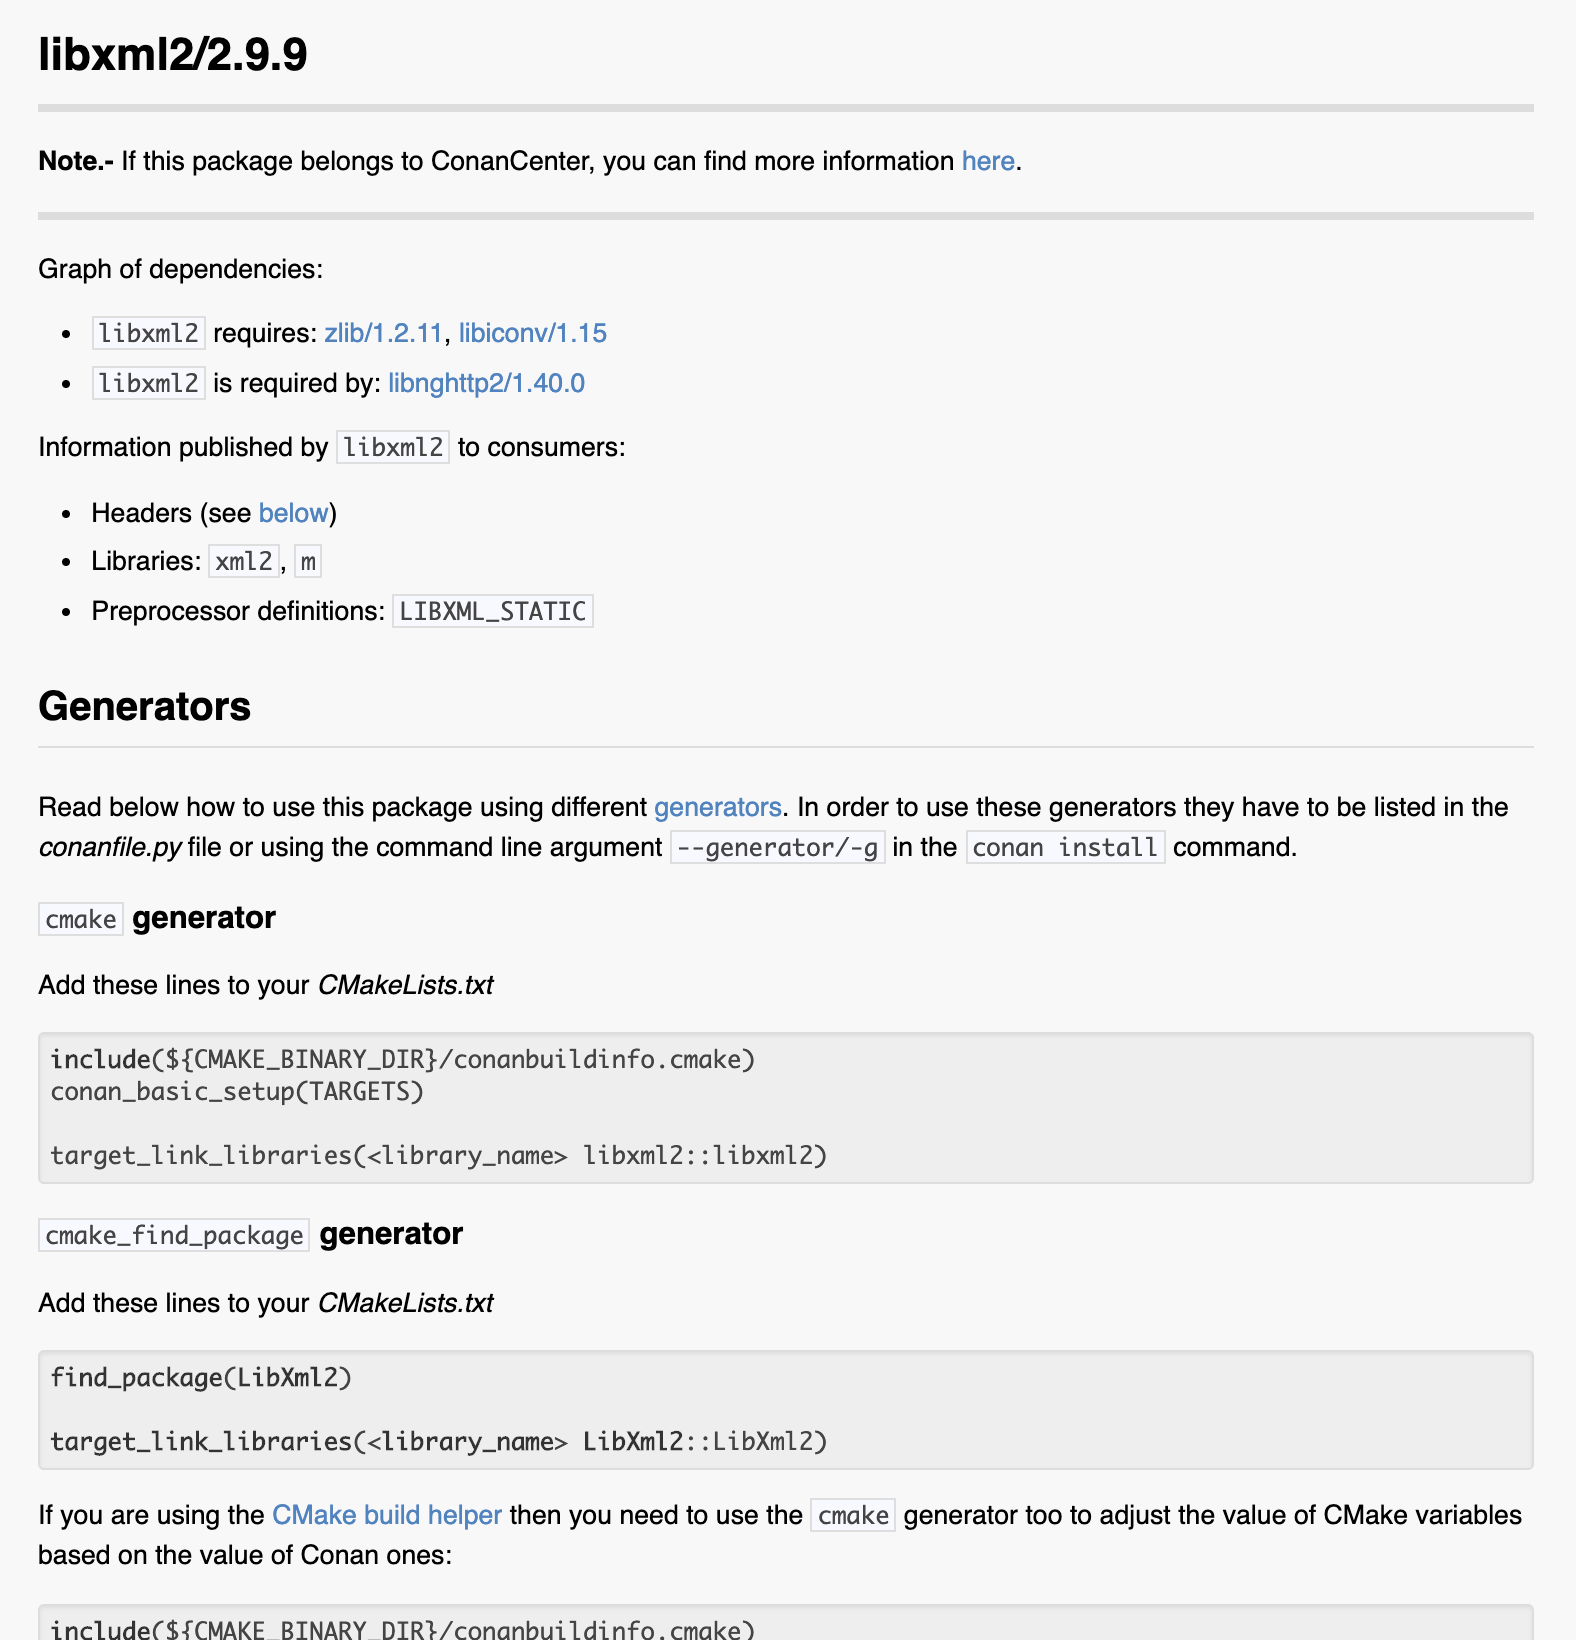 libxml2/2.9.9
Note.- If this package belongs to ConanCenter, you can find more information here.
Graph of dependencies:
• libxml2 requires: zlib/1.2.11, libiconv/1.15
• libxml2 is required by: libnghttp2/1.40.0
Information published by libxml2 to consumers:
• Headers (see below)
• Libraries: xml2, m
• Preprocessor definitions: LIBXML_STATIC
Generators
Read below how to use this package using different generators. In order to use these generators they have to be listed in the
conanfile.py file or using the command line argument --generator/-g in the conan install command.
cmake generator
Add these lines to your CMakeLists.txt
include(${CMAKE_BINARY_DIR}/conanbuildinfo.cmake)
conan_basic_setup(TARGETS)
target_link_libraries(<library_name> libxml2::libxml2)
cmake_find_package generator
Add these lines to your CMakeLists.txt
find_package(LibXml2)
target_link_libraries(<library_name> LibXml2::LibXml2)
If you are using the CMake build helper then you need to use the cmake generator too to adjust the value of CMake variables
based on the value of Conan ones:
include(${CMAKE_BINARY_DIR}/conanbuildinfo.cmake)